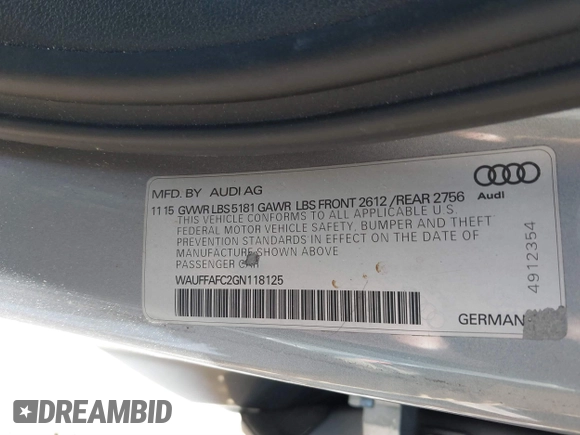 MFD. BY AUDI AG
Audi
11 15 GVWR LBS 5181 GAWR LBS FRONT 2612 /REAR 2756
THIS VEHICLE CONFORMS TO ALL APPLICABLE U.S.
FEDERAL MOTOR VEHICLE SAFETY, BUMPER AND THEFT
PREVENTION STANDARDS IN EFFECT ON THE DATE OF
MANUFACTURE SHOWN ABOVE
PASSENGER CAR
WAUFFAFC2GN118125
4912354
GERMAN
DREAMBID